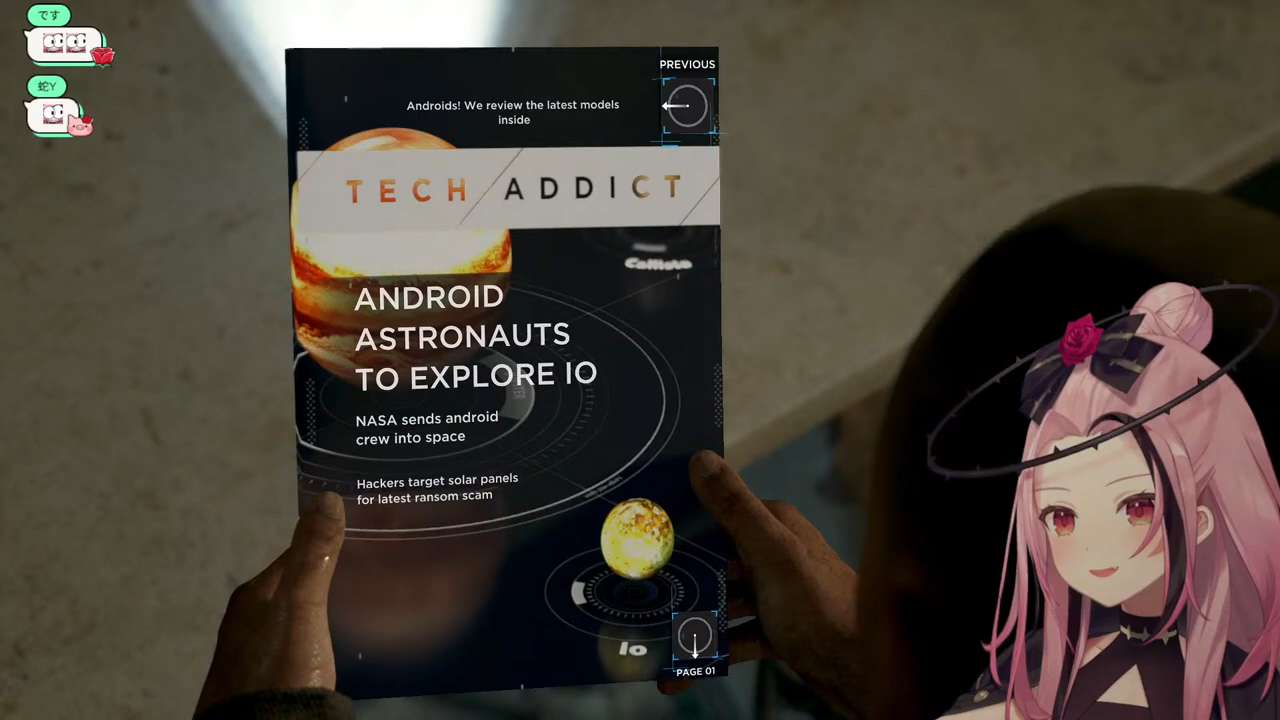 です
蛇Y
PREVIOUS
Androids! We review the latest models
inside
TECH ADDICT
Callisto
ANDROID
ASTRONAUTS
TO EXPLORE IO
NASA sends android
crew into space
Hackers target solar panels
for latest ransom scam
Io
PAGE 01